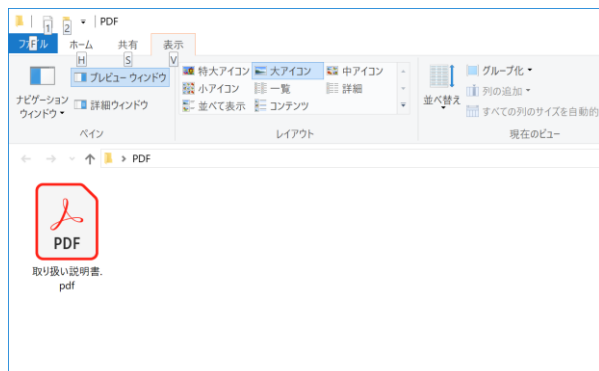 PDF
1 2
ファイル ホーム 共有 表示
F H S V
ナビゲーション ウィンドウ
プレビュー ウィンドウ
詳細ウィンドウ
ペイン
特大アイコン 大アイコン 中アイコン
小アイコン 一覧 詳細
並べて表示 コンテンツ
レイアウト
並べ替え
グループ化
列の追加
すべての列のサイズを自動的
現在のビュー
PDF
PDF
取り扱い説明書.
pdf